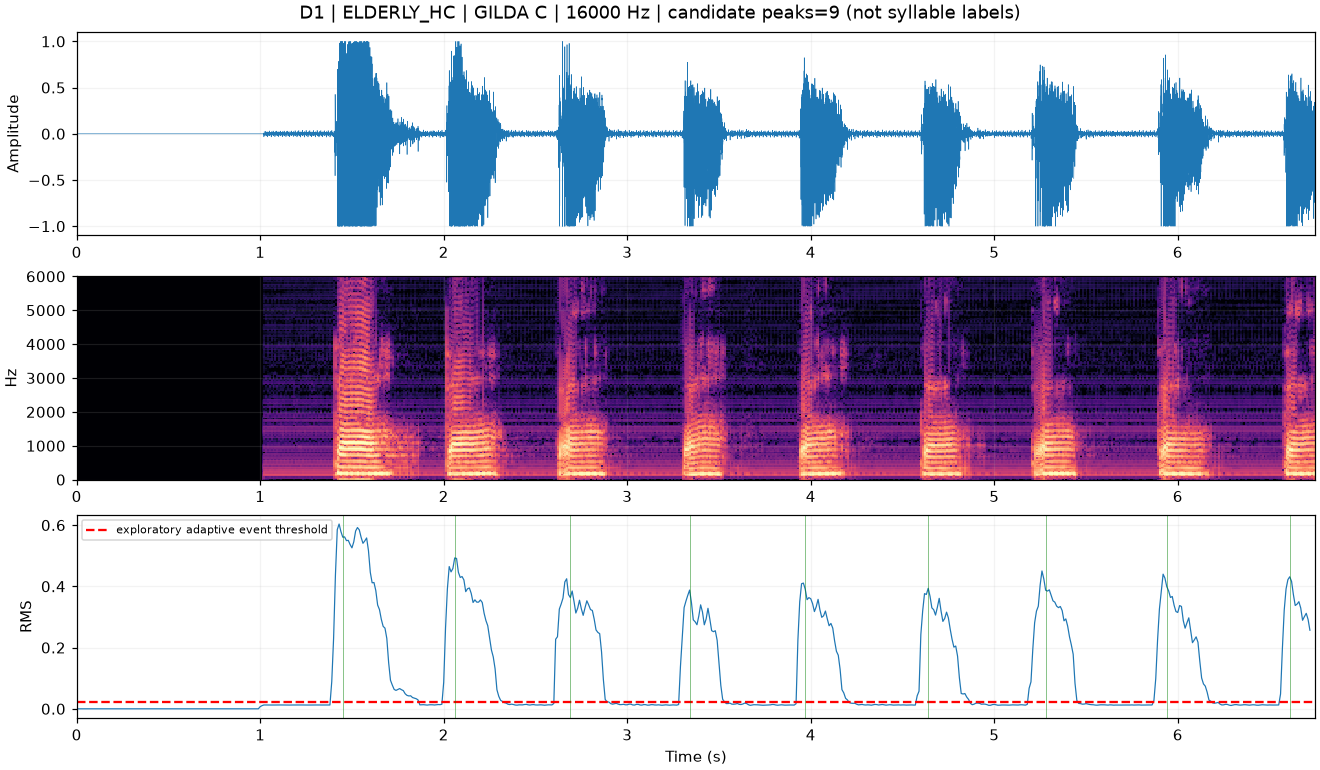 D1 | ELDERLY_HC | GILDA C | 16000 Hz | candidate peaks=9 (not syllable labels)
Amplitude
1.0
0.5
0.0
−0.5
−1.0
0 1 2 3 4 5 6
Hz
6000
5000
4000
3000
2000
1000
0
0 1 2 3 4 5 6
RMS
0.6
0.4
0.2
0.0
exploratory adaptive event threshold
0 1 2 3 4 5 6
Time (s)